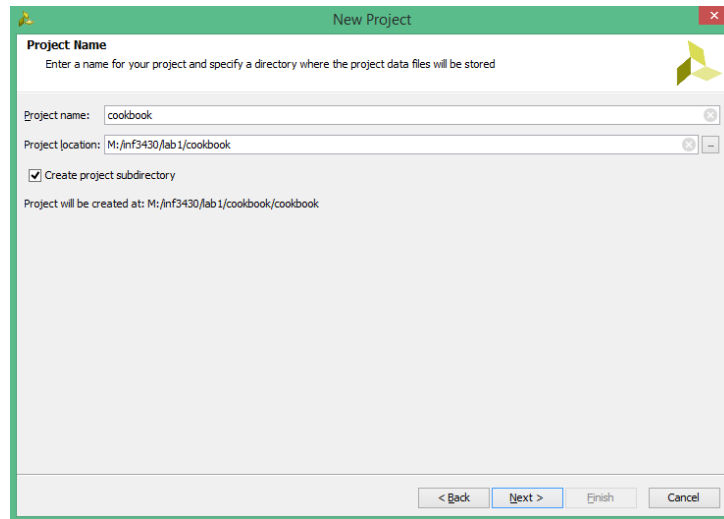 New Project
Project Name
Enter a name for your project and specify a directory where the project data files will be stored
Project name: cookbook
Project location: M:/inf3430/lab1/cookbook
...
Create project subdirectory
Project will be created at: M:/inf3430/lab1/cookbook/cookbook
< Back Next > Finish Cancel